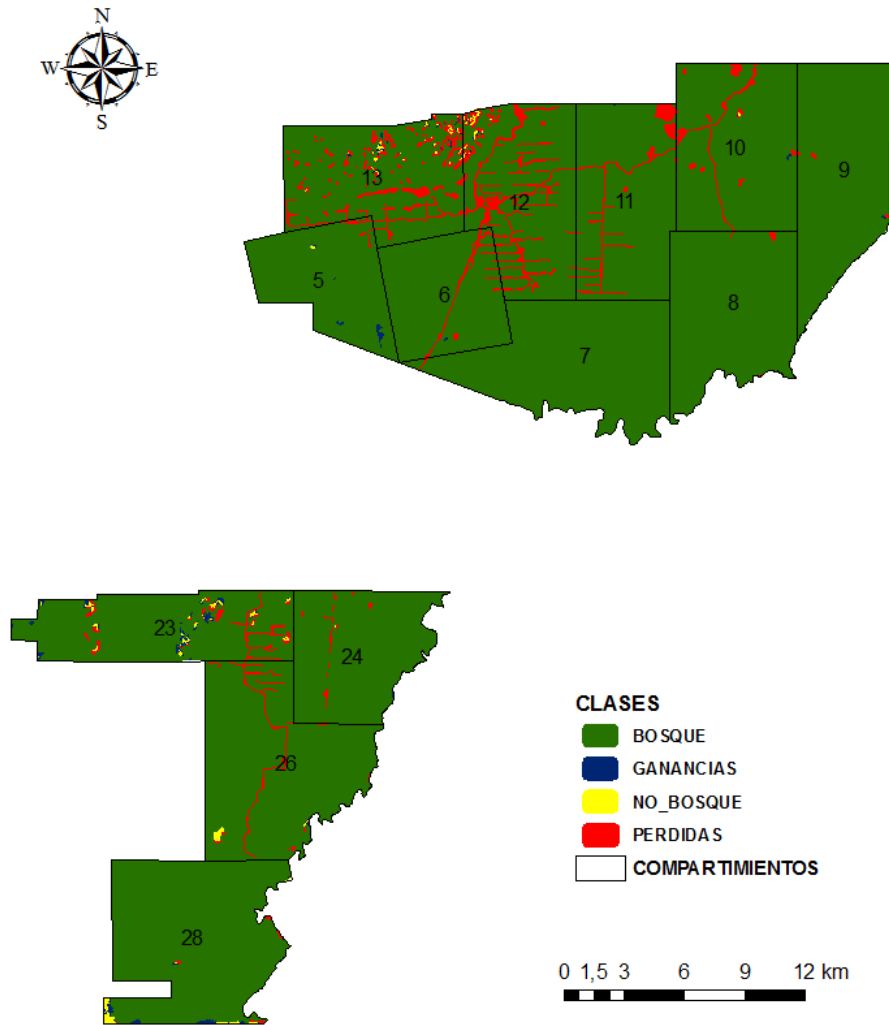 N
W E
S
10
9
13
12
11
5
6
8
7
23
24
26
28
CLASES
BOSQUE
GANANCIAS
NO_BOSQUE
PERDIDAS
COMPARTIMIENTOS
0 1,5 3 6 9 12 km